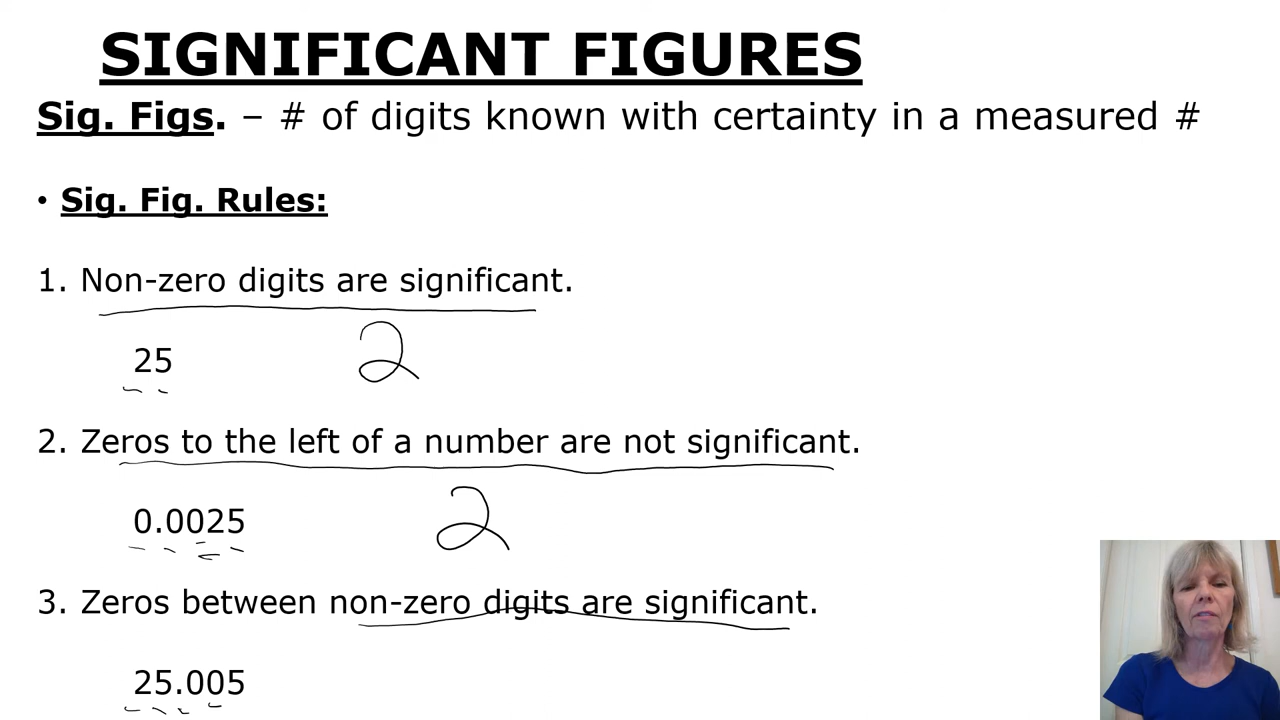 SIGNIFICANT FIGURES
Sig. Figs. – # of digits known with certainty in a measured #
• Sig. Fig. Rules:
1. Non-zero digits are significant.
25 2
2. Zeros to the left of a number are not significant.
0.0025 2
3. Zeros between non-zero digits are significant.
25.005